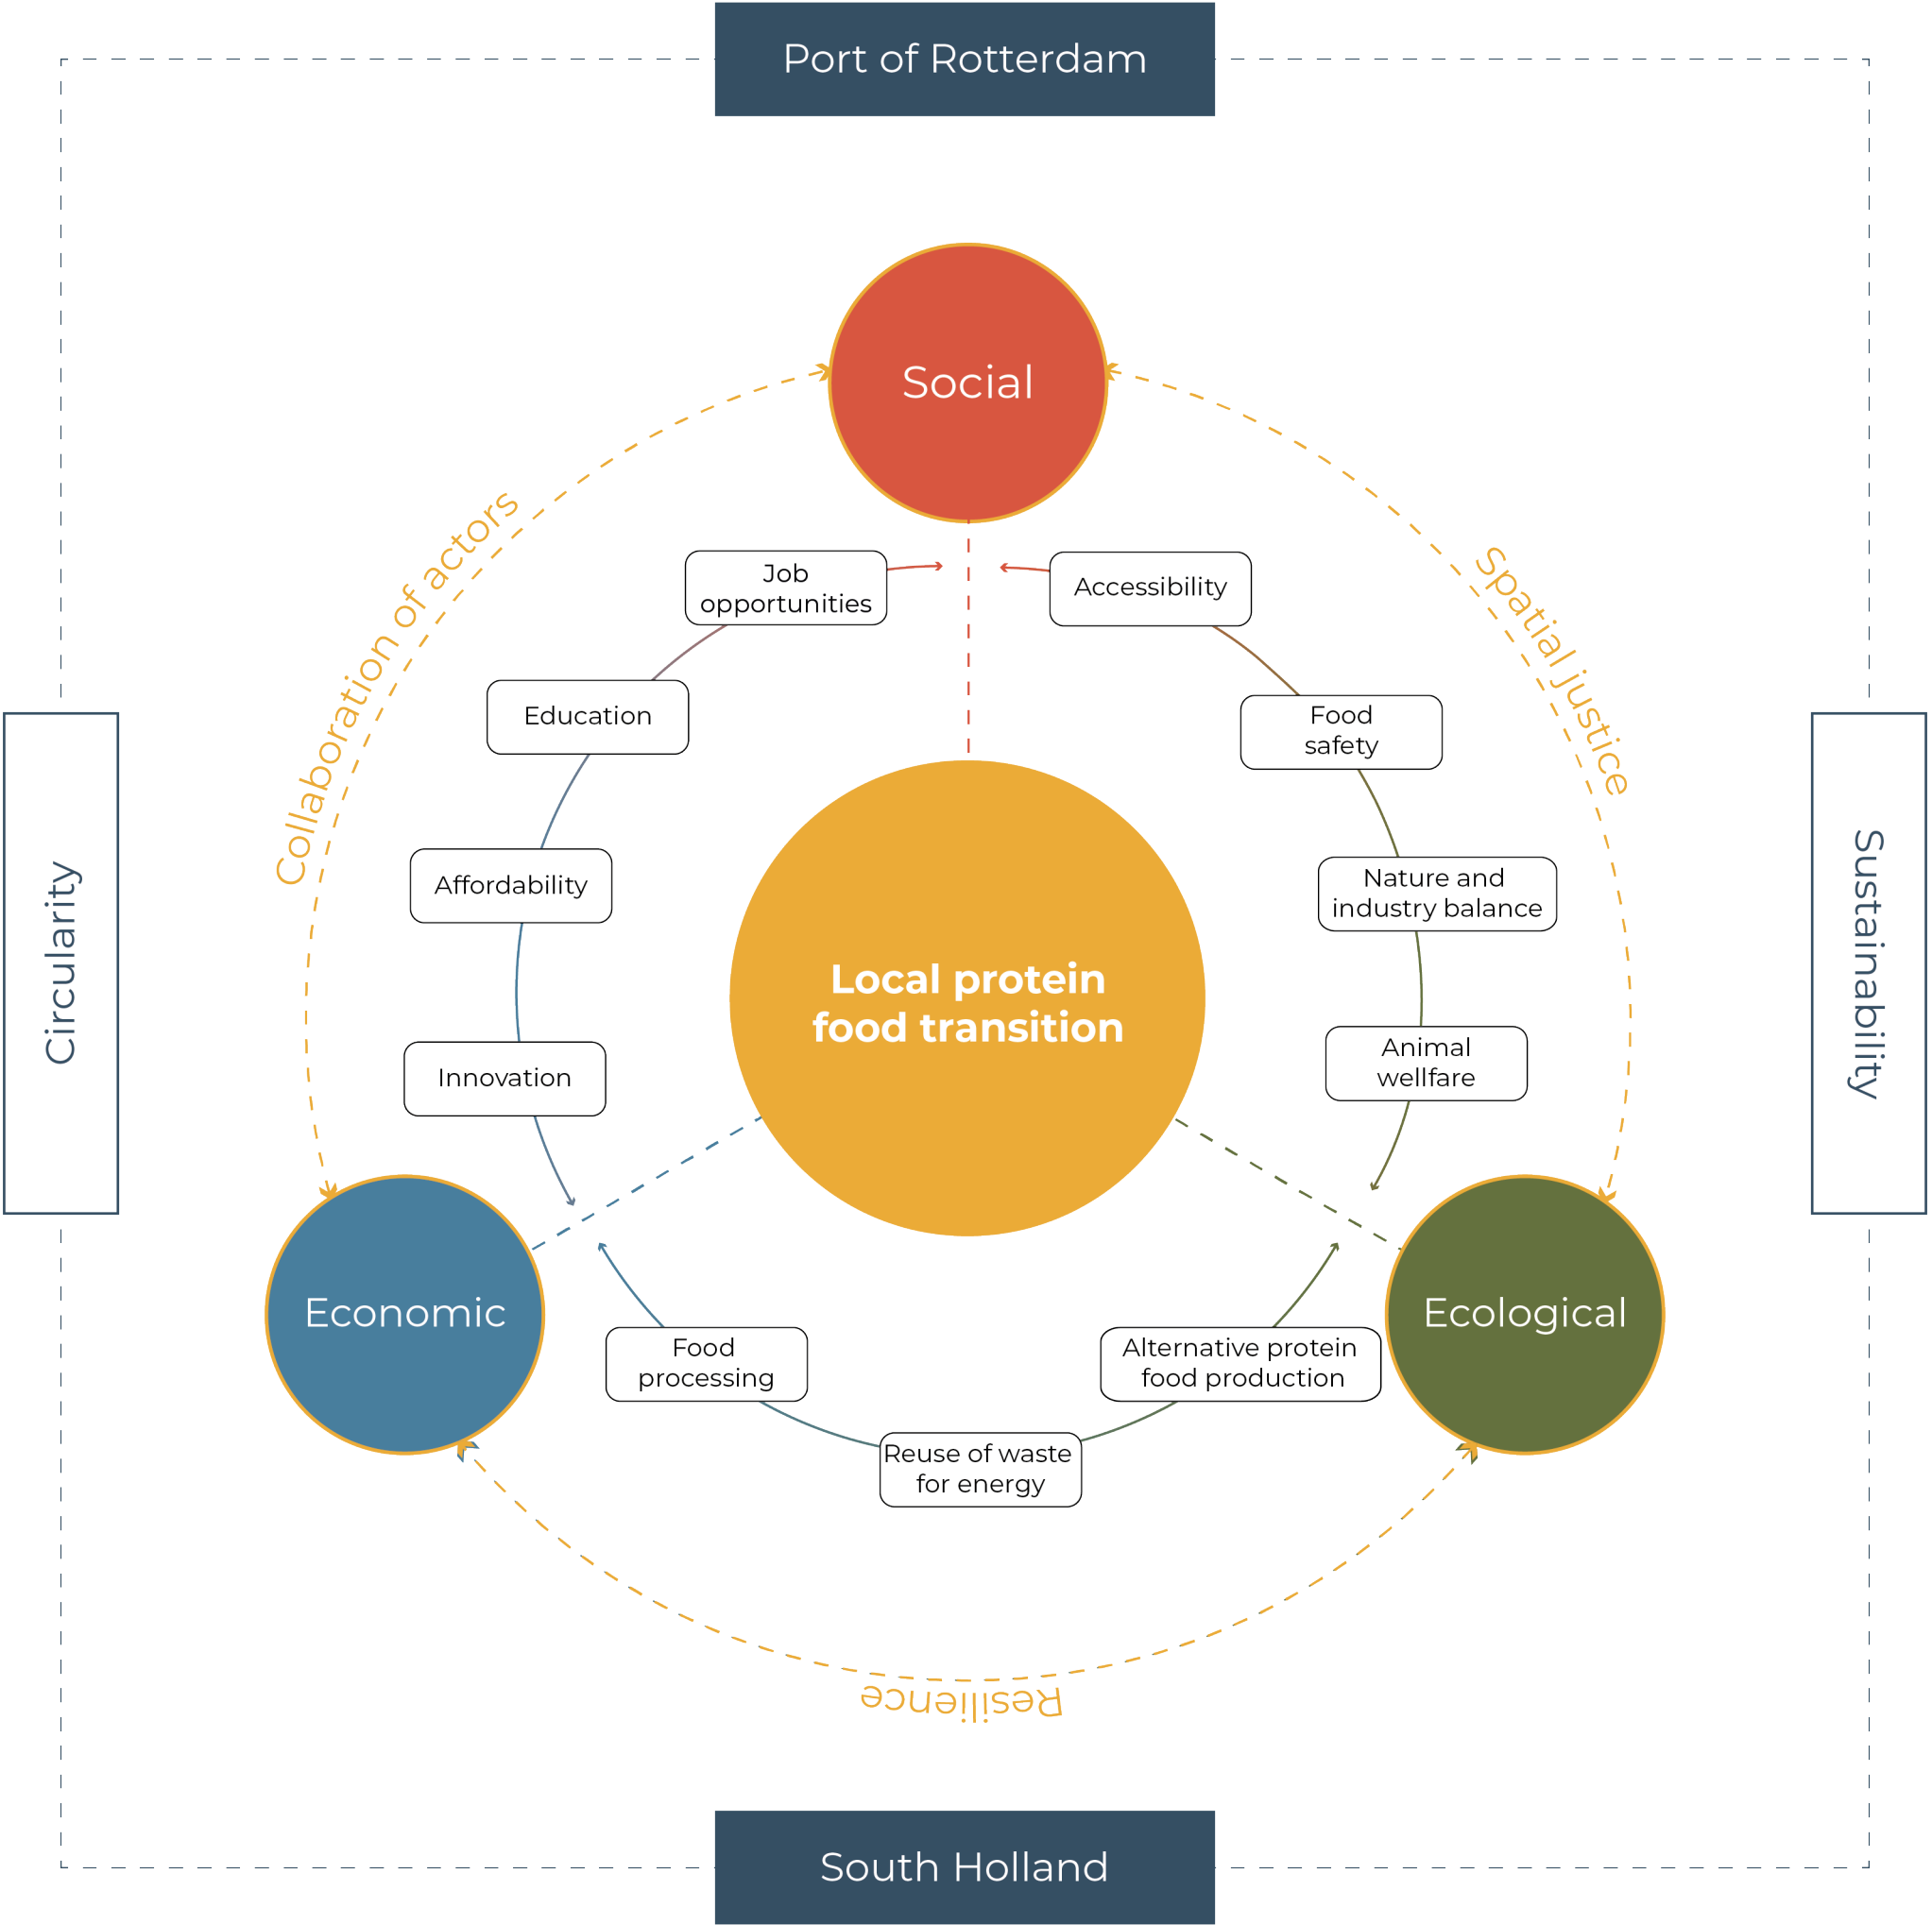 Port of Rotterdam
Social
Collaboration of actors
Spatial justice
Job
opportunities
Accessibility
Education
Food
safety
Affordability
Nature and
industry balance
Circularity
Sustainability
Local protein
food transition
Innovation
Animal
wellfare
Economic
Ecological
Food
processing
Alternative protein
food production
Reuse of waste
for energy
Resilience
South Holland